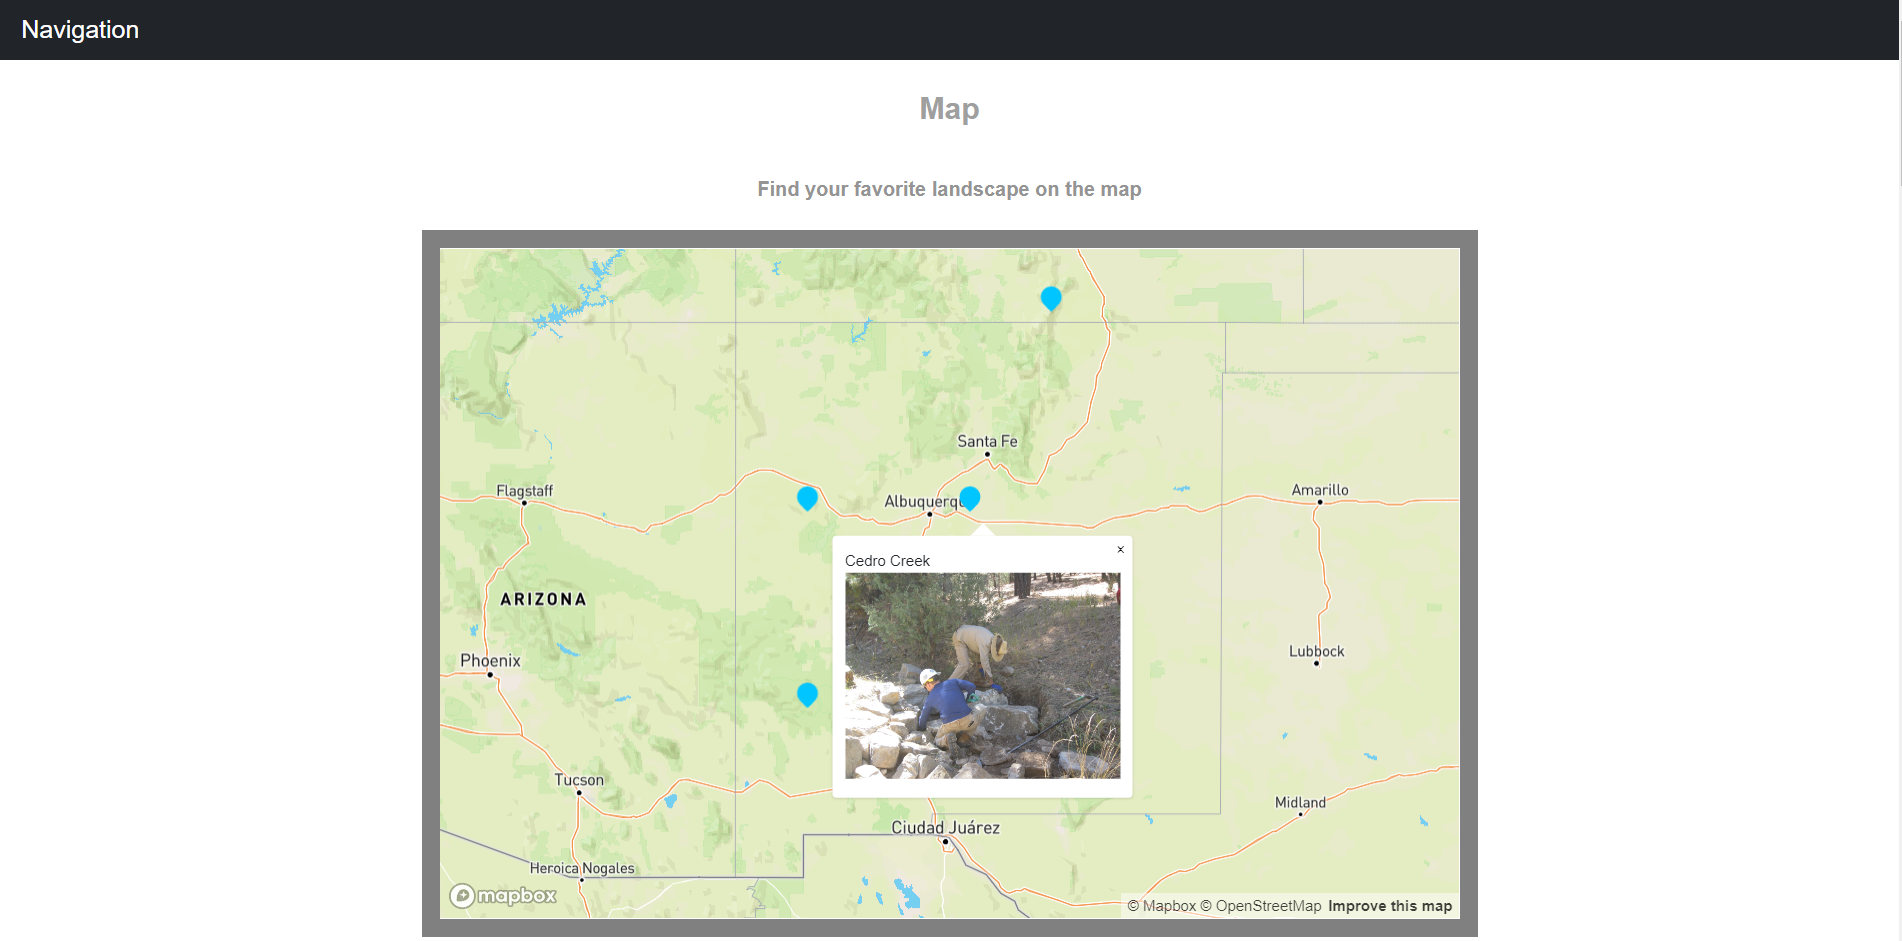 Navigation
Map
Find your favorite landscape on the map
Santa Fe
Flagstaff
Albuquerq
Amarillo
Cedro Creek
×
ARIZONA
Phoenix
Lubbock
Tucson
Midland
Ciudad Juárez
Heroica Nogales
mapbox
© Mapbox © OpenStreetMap Improve this map